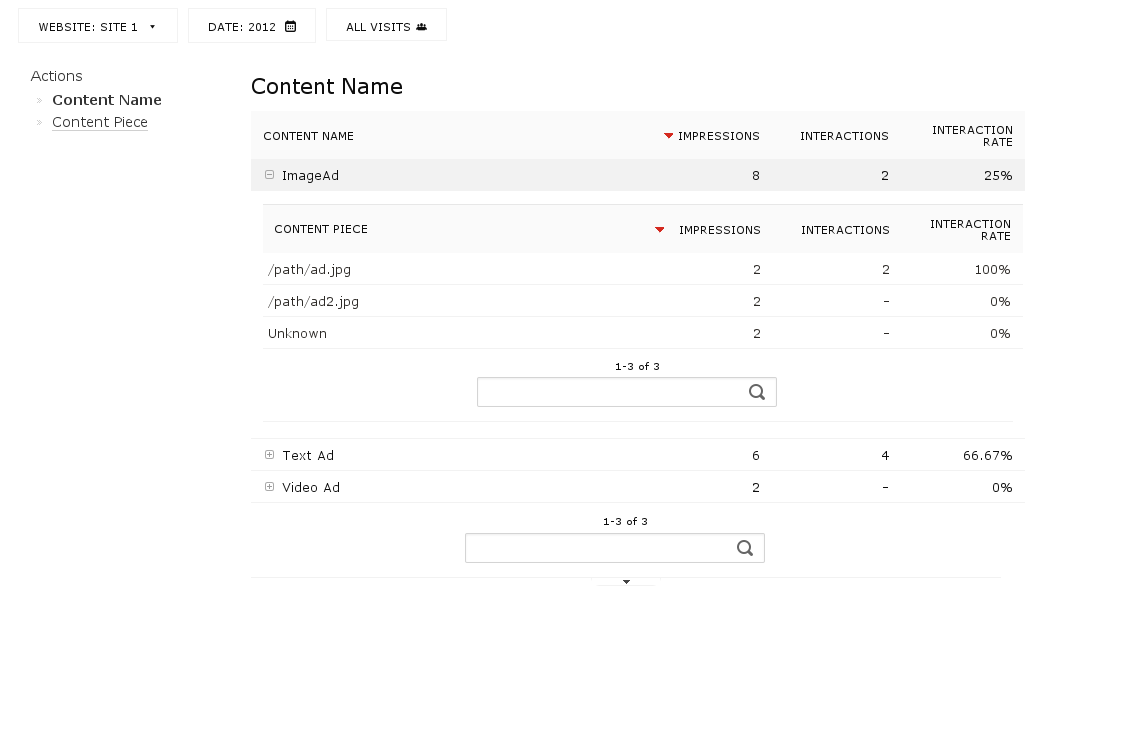 WEBSITE: SITE 1 DATE: 2012 ALL VISITS
Actions
Content Name
Content Piece
Content Name
CONTENT NAME IMPRESSIONS INTERACTIONS INTERACTION RATE
ImageAd 8 2 25%
CONTENT PIECE IMPRESSIONS INTERACTIONS INTERACTION RATE
/path/ad.jpg 2 2 100%
/path/ad2.jpg 2 - 0%
Unknown 2 - 0%
1-3 of 3
Text Ad 6 4 66.67%
Video Ad 2 - 0%
1-3 of 3